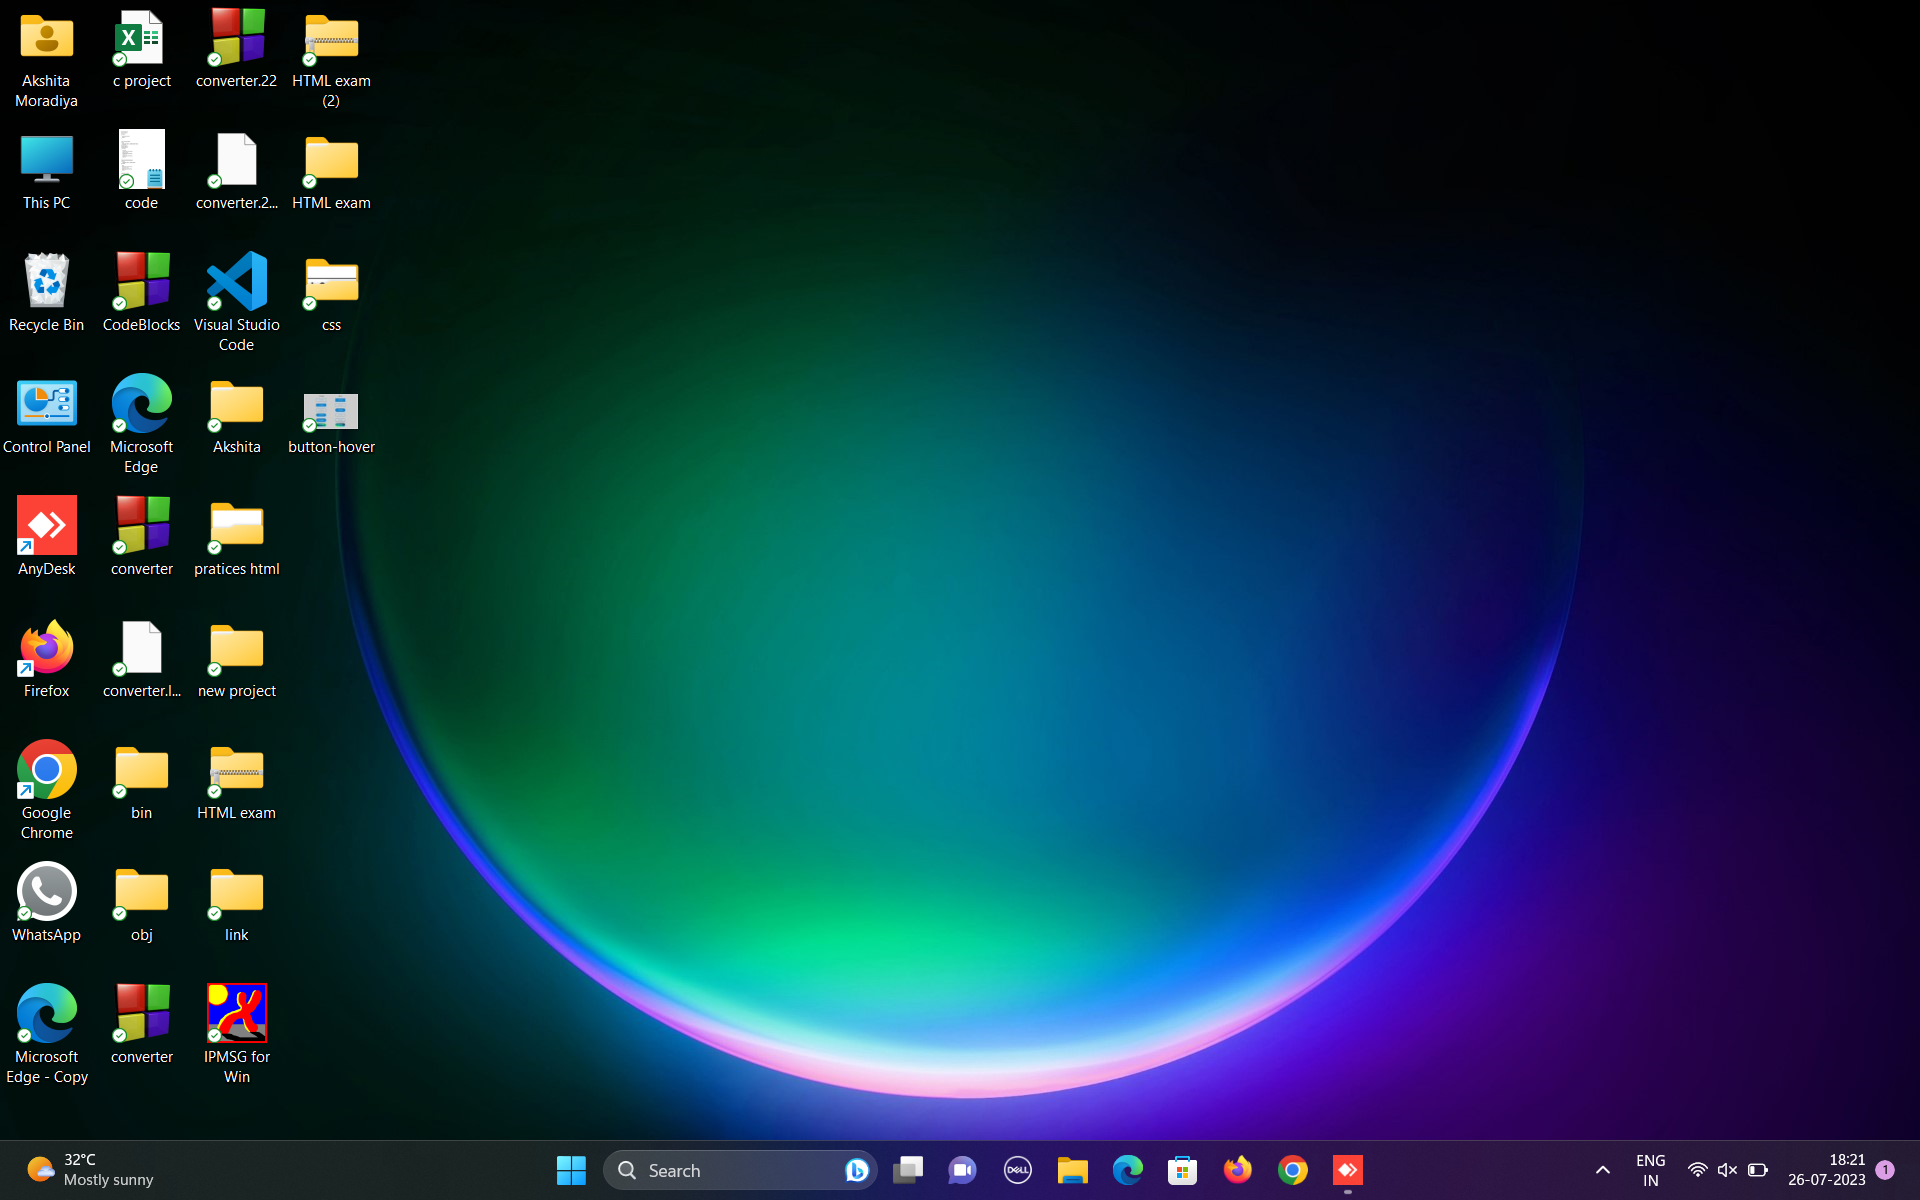 Akshita
Moradiya
c project
converter.22
HTML exam
(2)
This PC
code
converter.2...
HTML exam
Recycle Bin
CodeBlocks
Visual Studio
Code
css
Control Panel
Microsoft
Edge
Akshita
button-hover
AnyDesk
converter
pratices html
Firefox
converter.l...
new project
Google
Chrome
bin
HTML exam
WhatsApp
obj
link
Microsoft
Edge - Copy
converter
IPMSG for
Win
32°C
Mostly sunny
Search
DELL
ENG
IN
18:21
26-07-2023
1